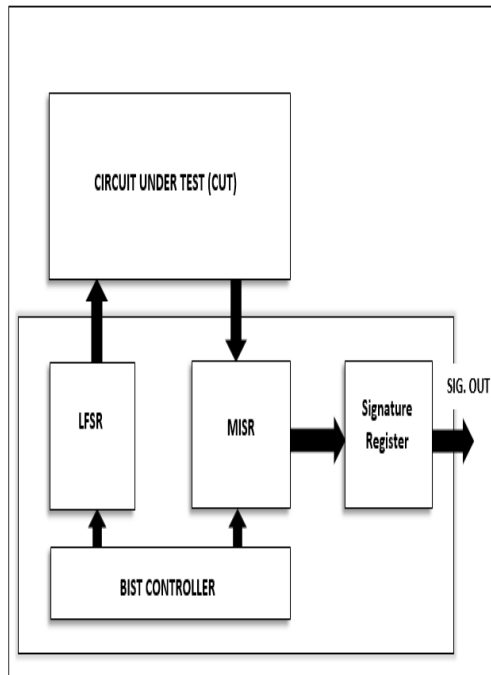 CIRCUIT UNDER TEST (CUT)
LFSR
MISR
Signature
Register
SIG. OUT
BIST CONTROLLER